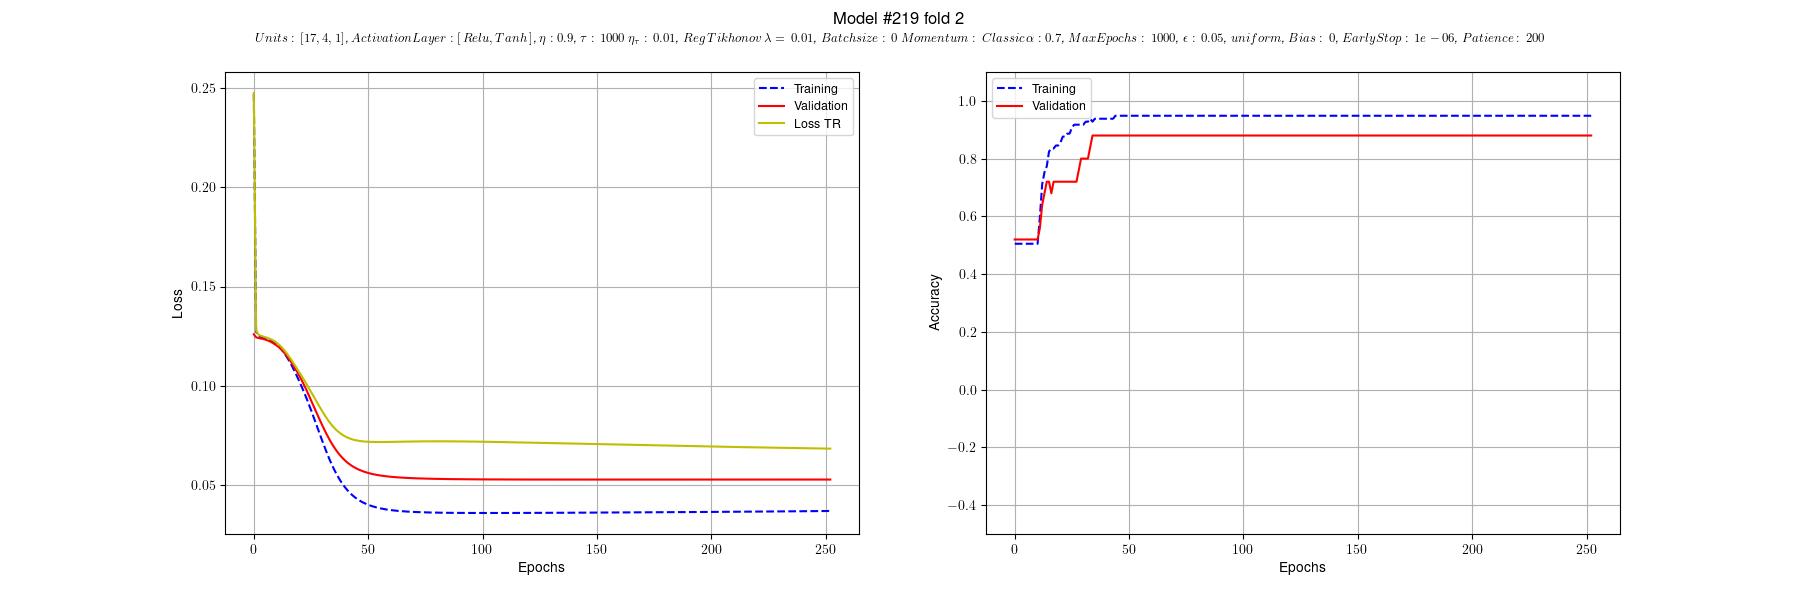 Model #219 fold 2
Units : [17, 4, 1], ActivationLayer : [ Relu, Tanh], η : 0.9, τ : 1000 ητ : 0.01, RegTikhonov λ = 0.01, Batchsize : 0 Momentum : Classic α : 0.7, MaxEpochs : 1000, ϵ : 0.05, uniform, Bias : 0, EarlyStop : 1e − 06, Patience : 200
0.25
0.20
0.15
0.10
0.05
Loss
Training
Validation
Loss TR
0 50 100 150 200 250
Epochs
1.0
0.8
0.6
0.4
0.2
0.0
−0.2
−0.4
Accuracy
Training
Validation
0 50 100 150 200 250
Epochs